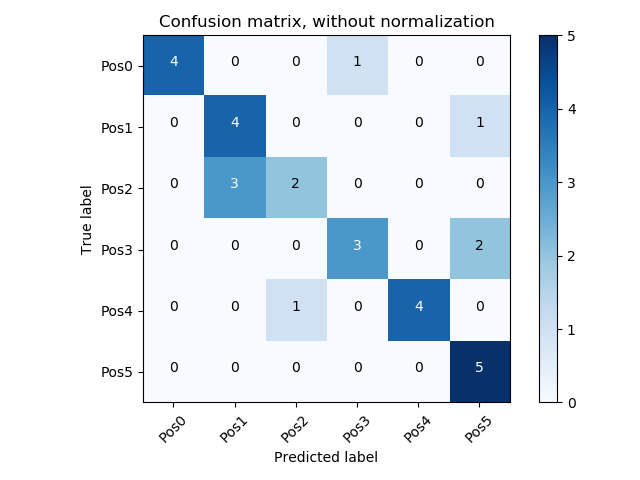 Confusion matrix, without normalization
Pos0 4 0 0 1 0 0
Pos1 0 4 0 0 0 1
Pos2 0 3 2 0 0 0
Pos3 0 0 0 3 0 2
Pos4 0 0 1 0 4 0
Pos5 0 0 0 0 0 5
Pos0 Pos1 Pos2 Pos3 Pos4 Pos5
Predicted label
True label
5
4
3
2
1
0